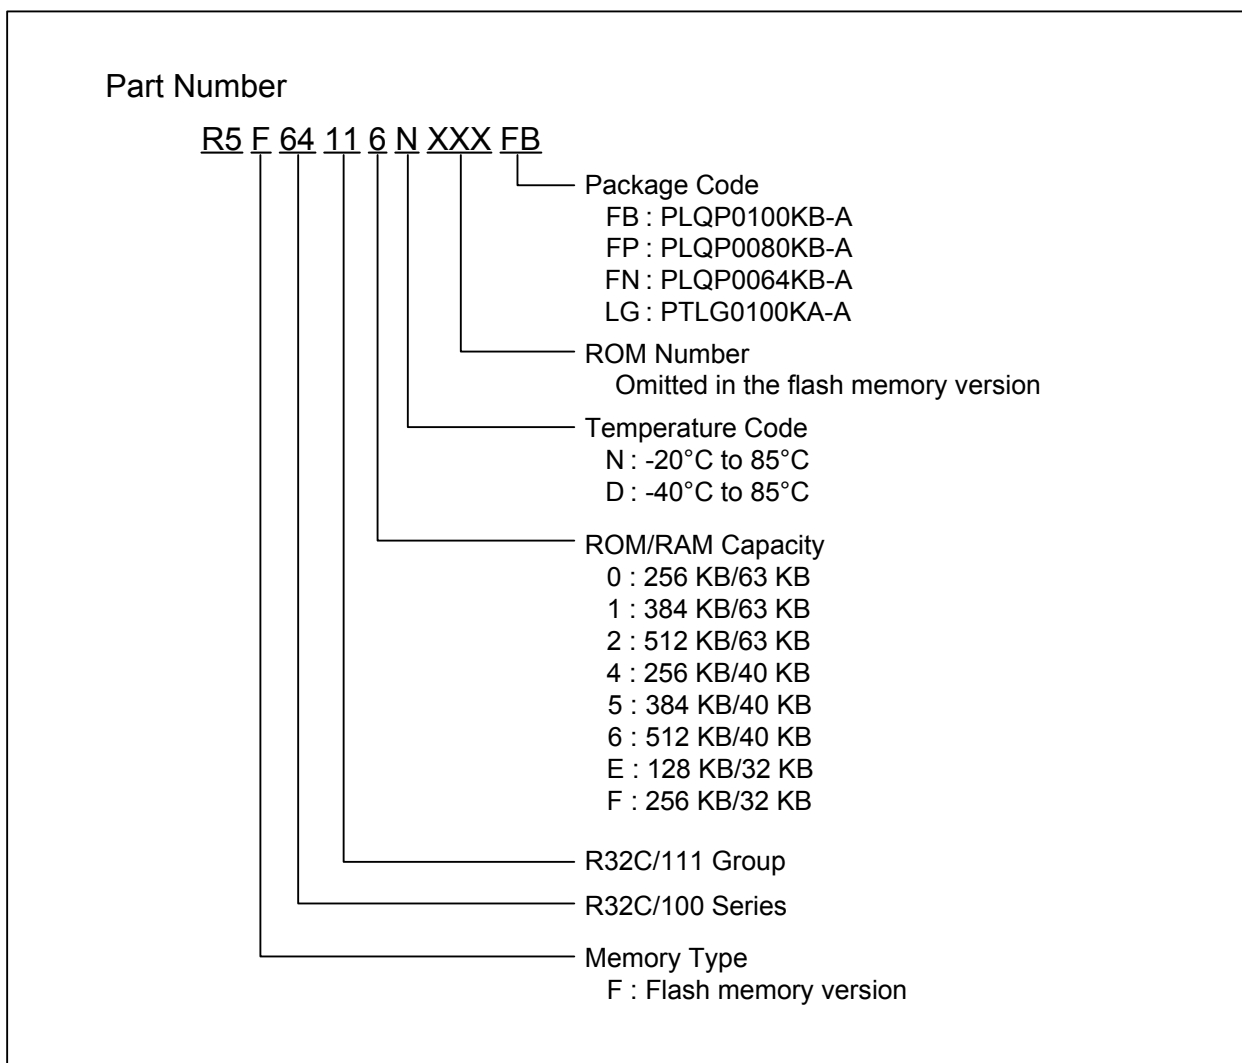 Part Number
R5 F 64 11 6 N XXX FB
Package Code
FB : PLQP0100KB-A
FP : PLQP0080KB-A
FN : PLQP0064KB-A
LG : PTLG0100KA-A
ROM Number
Omitted in the flash memory version
Temperature Code
N : -20°C to 85°C
D : -40°C to 85°C
ROM/RAM Capacity
0 : 256 KB/63 KB
1 : 384 KB/63 KB
2 : 512 KB/63 KB
4 : 256 KB/40 KB
5 : 384 KB/40 KB
6 : 512 KB/40 KB
E : 128 KB/32 KB
F : 256 KB/32 KB
R32C/111 Group
R32C/100 Series
Memory Type
F : Flash memory version